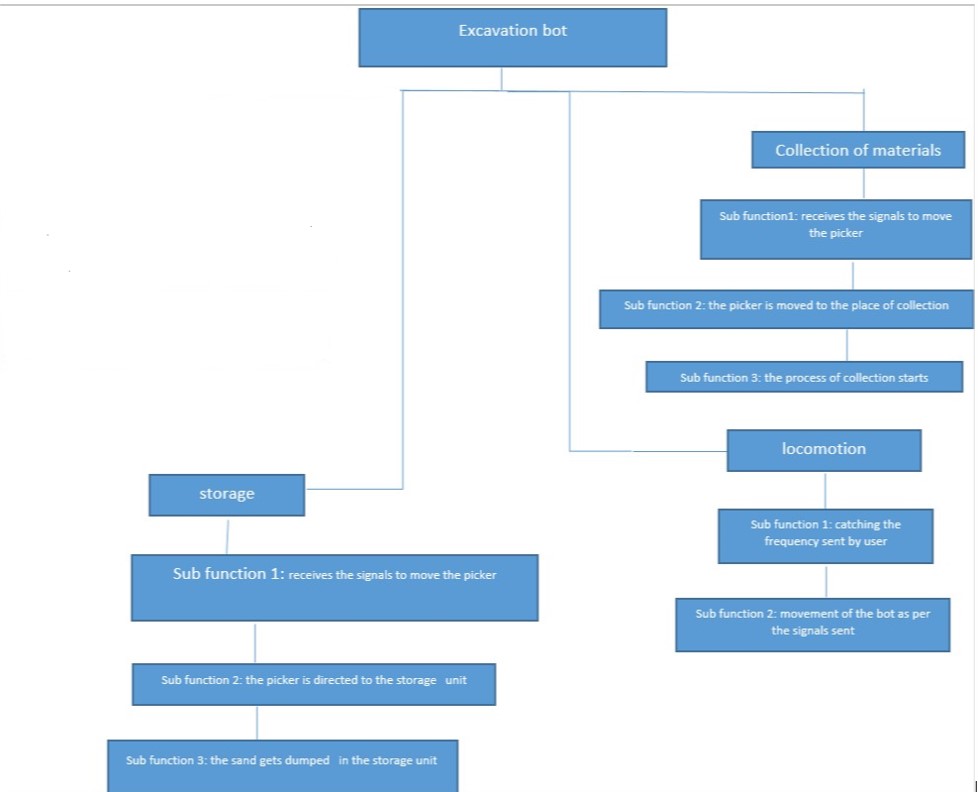 Excavation bot
Collection of materials
Sub function1: receives the signals to move
the picker
Sub function 2: the picker is moved to the place of collection
Sub function 3: the process of collection starts
locomotion
Sub function 1: catching the
frequency sent by user
Sub function 2: movement of the bot as per
the signals sent
storage
Sub function 1: receives the signals to move the picker
Sub function 2: the picker is directed to the storage unit
Sub function 3: the sand gets dumped in the storage unit